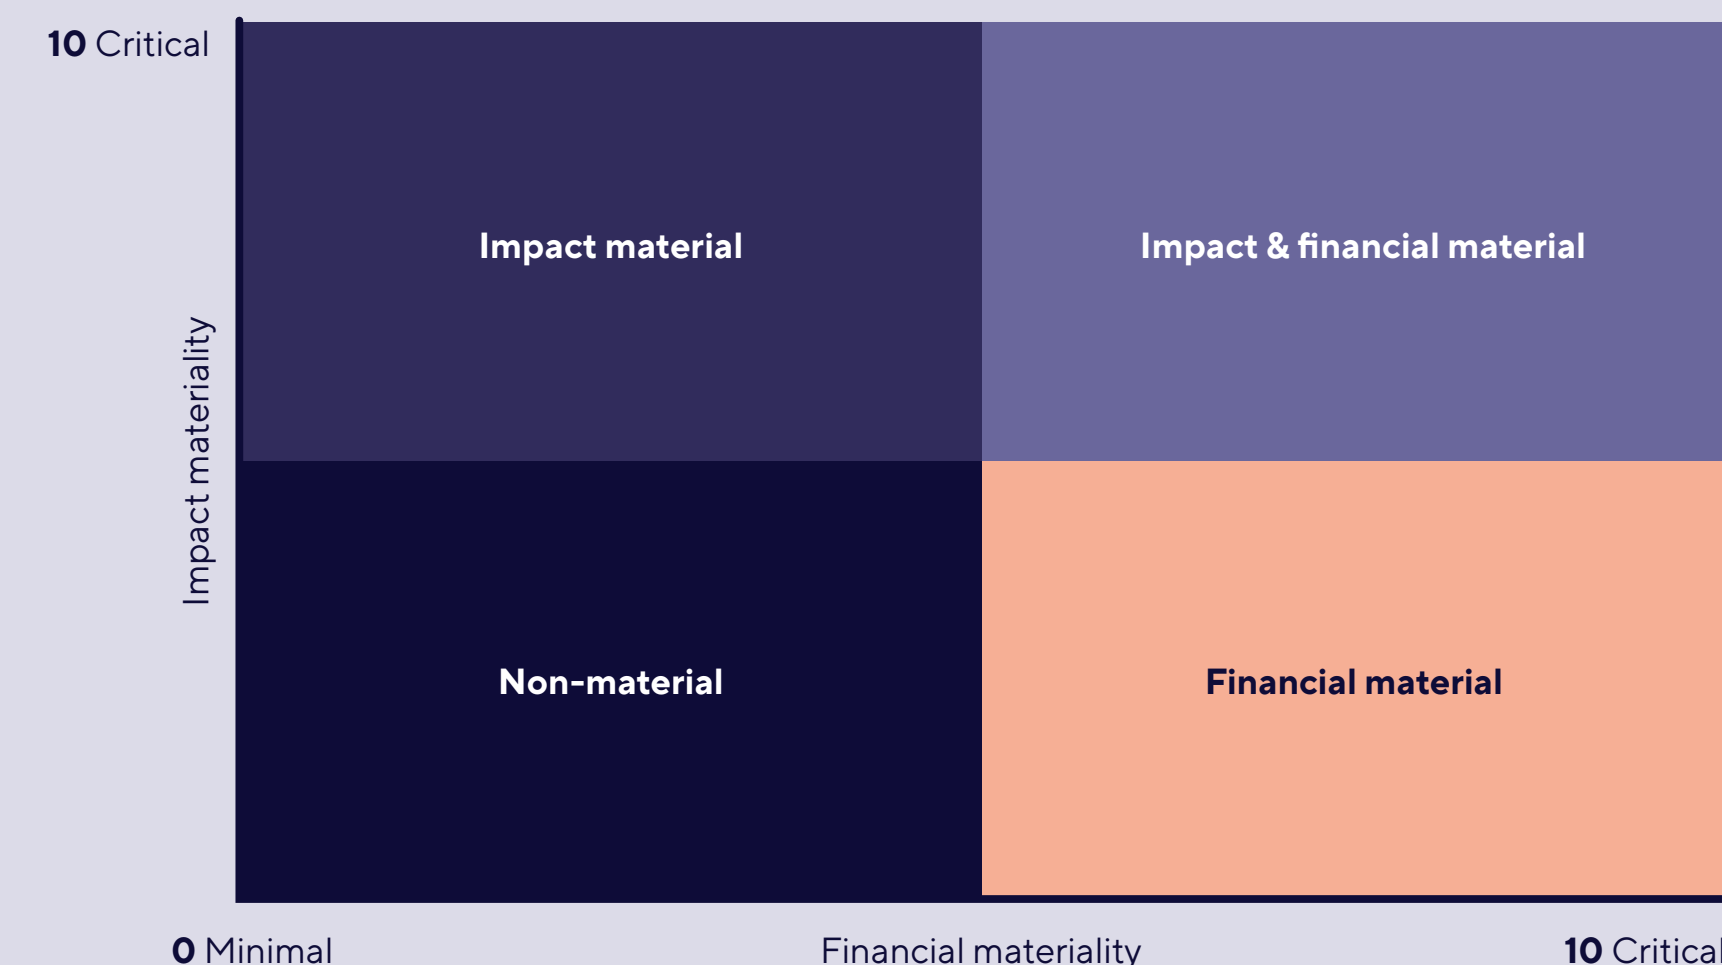 10 Critical
Impact material
Impact & financial material
Impact materiality
Non-material
Financial material
0 Minimal
Financial materiality
10 Critical